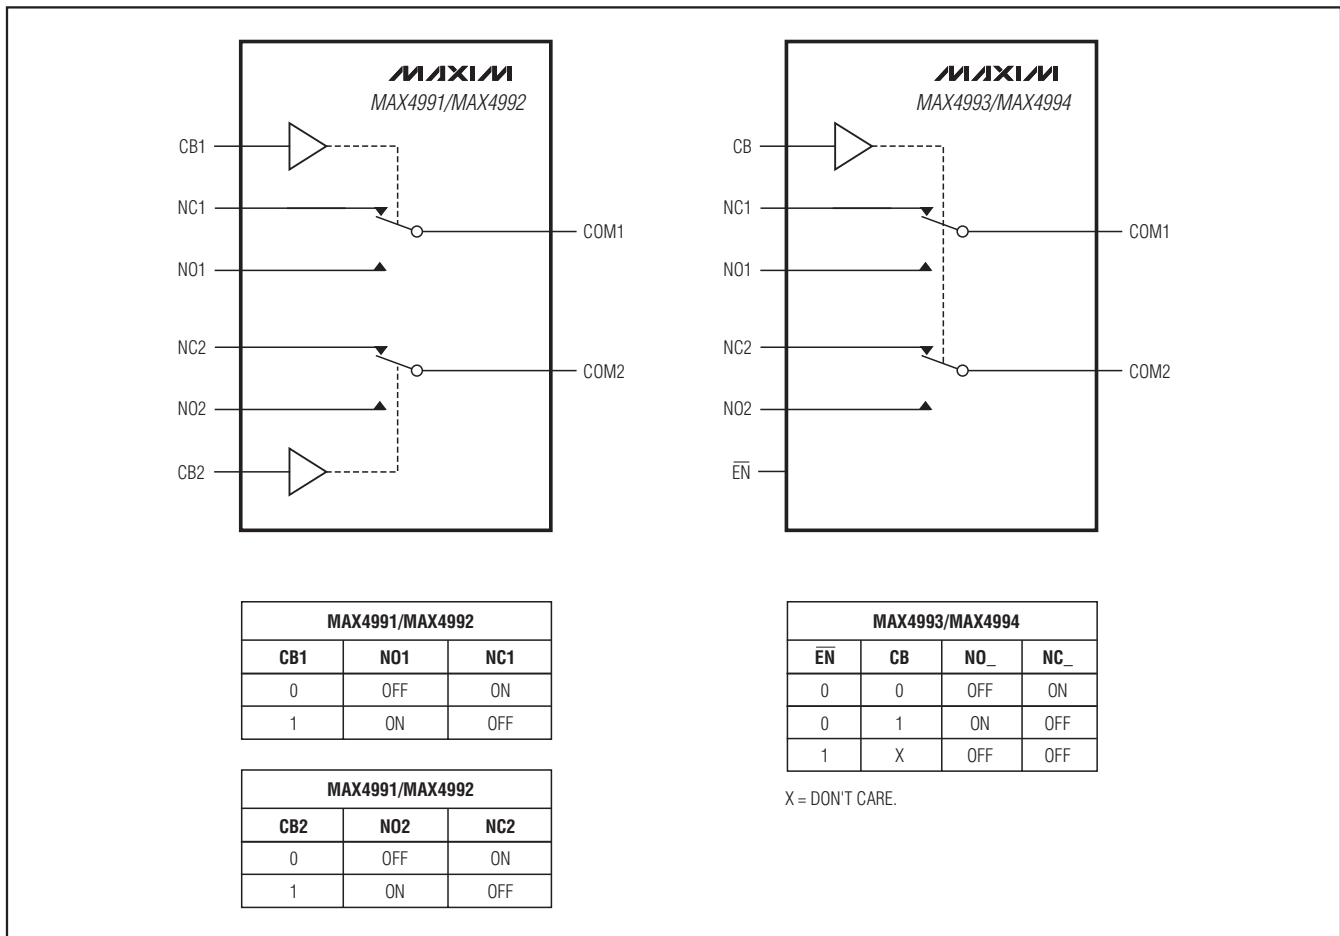 MAXIM
MAX4991/MAX4992
CB1
NC1
COM1
NO1
NC2
COM2
NO2
CB2
MAXIM
MAX4993/MAX4994
CB
NC1
COM1
NO1
NC2
COM2
NO2
E̅N̅
MAX4991/MAX4992
CB1 NO1 NC1
0 OFF ON
1 ON OFF
MAX4991/MAX4992
CB2 NO2 NC2
0 OFF ON
1 ON OFF
MAX4993/MAX4994
E̅N̅ CB NO_ NC_
0 0 OFF ON
0 1 ON OFF
1 X OFF OFF
X = DON'T CARE.